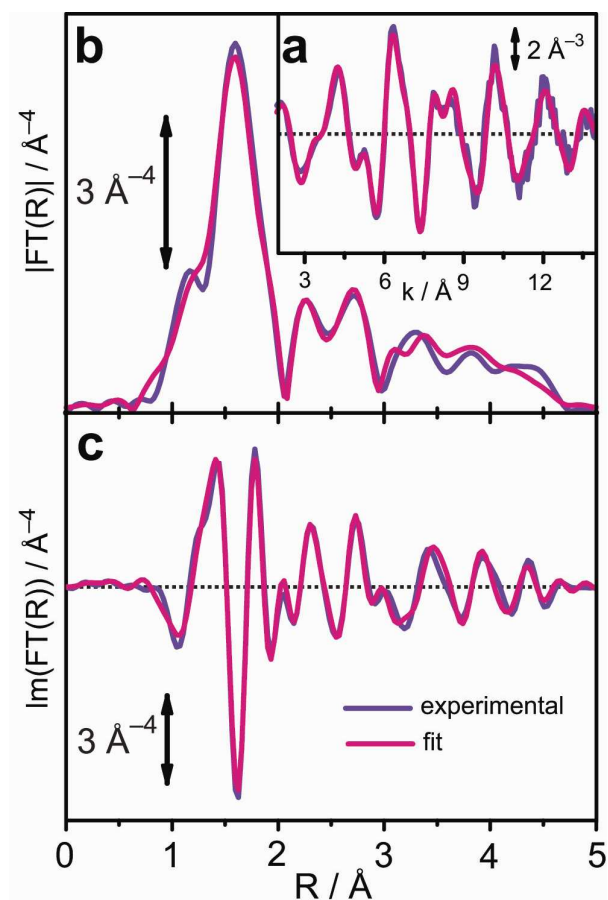 b
a
2 Å–3
3 Å–4
|FT(R)| / Å–4
3 6 9 12
k / Å
c
Im(FT(R)) / Å–4
3 Å–4
experimental
fit
0 1 2 3 4 5
R / Å